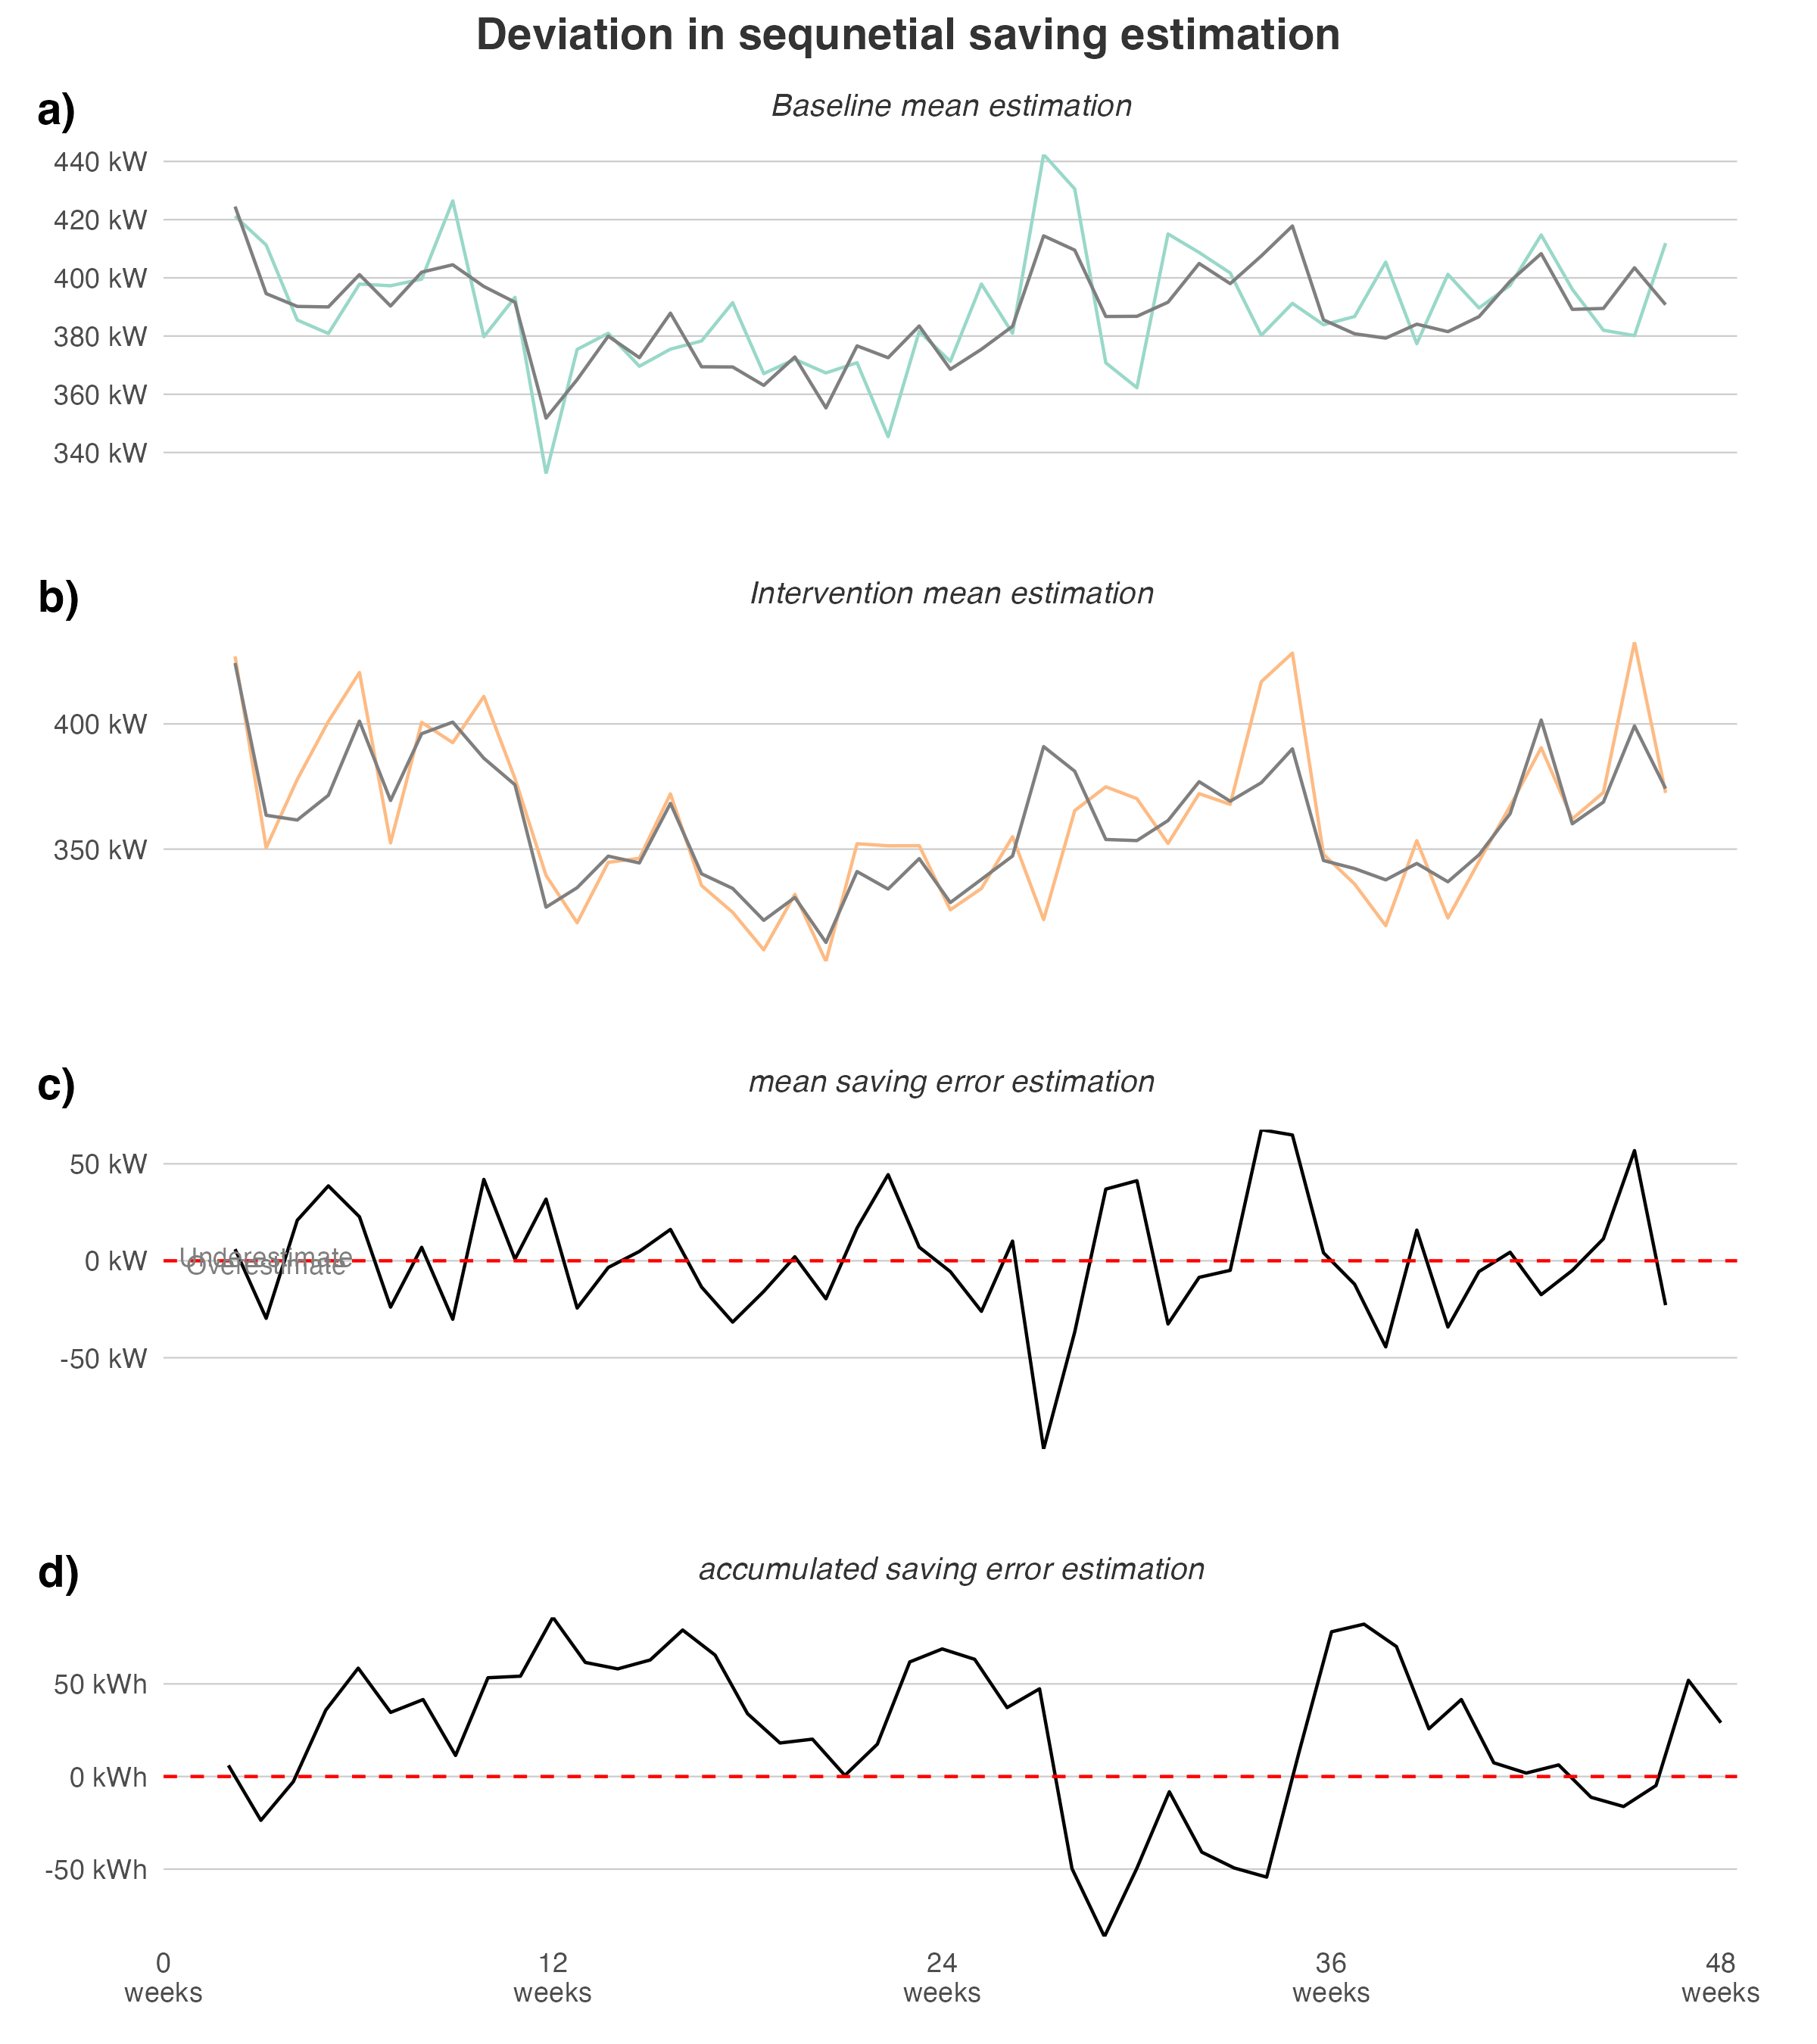 Deviation in sequnetial saving estimation
a)
Baseline mean estimation
440 kW
420 kW
400 kW
380 kW
360 kW
340 kW
b)
Intervention mean estimation
400 kW
350 kW
c)
mean saving error estimation
50 kW
0 kW
-50 kW
Underestimate
Overestimate
d)
accumulated saving error estimation
50 kWh
0 kWh
-50 kWh
0 weeks
12 weeks
24 weeks
36 weeks
48 weeks